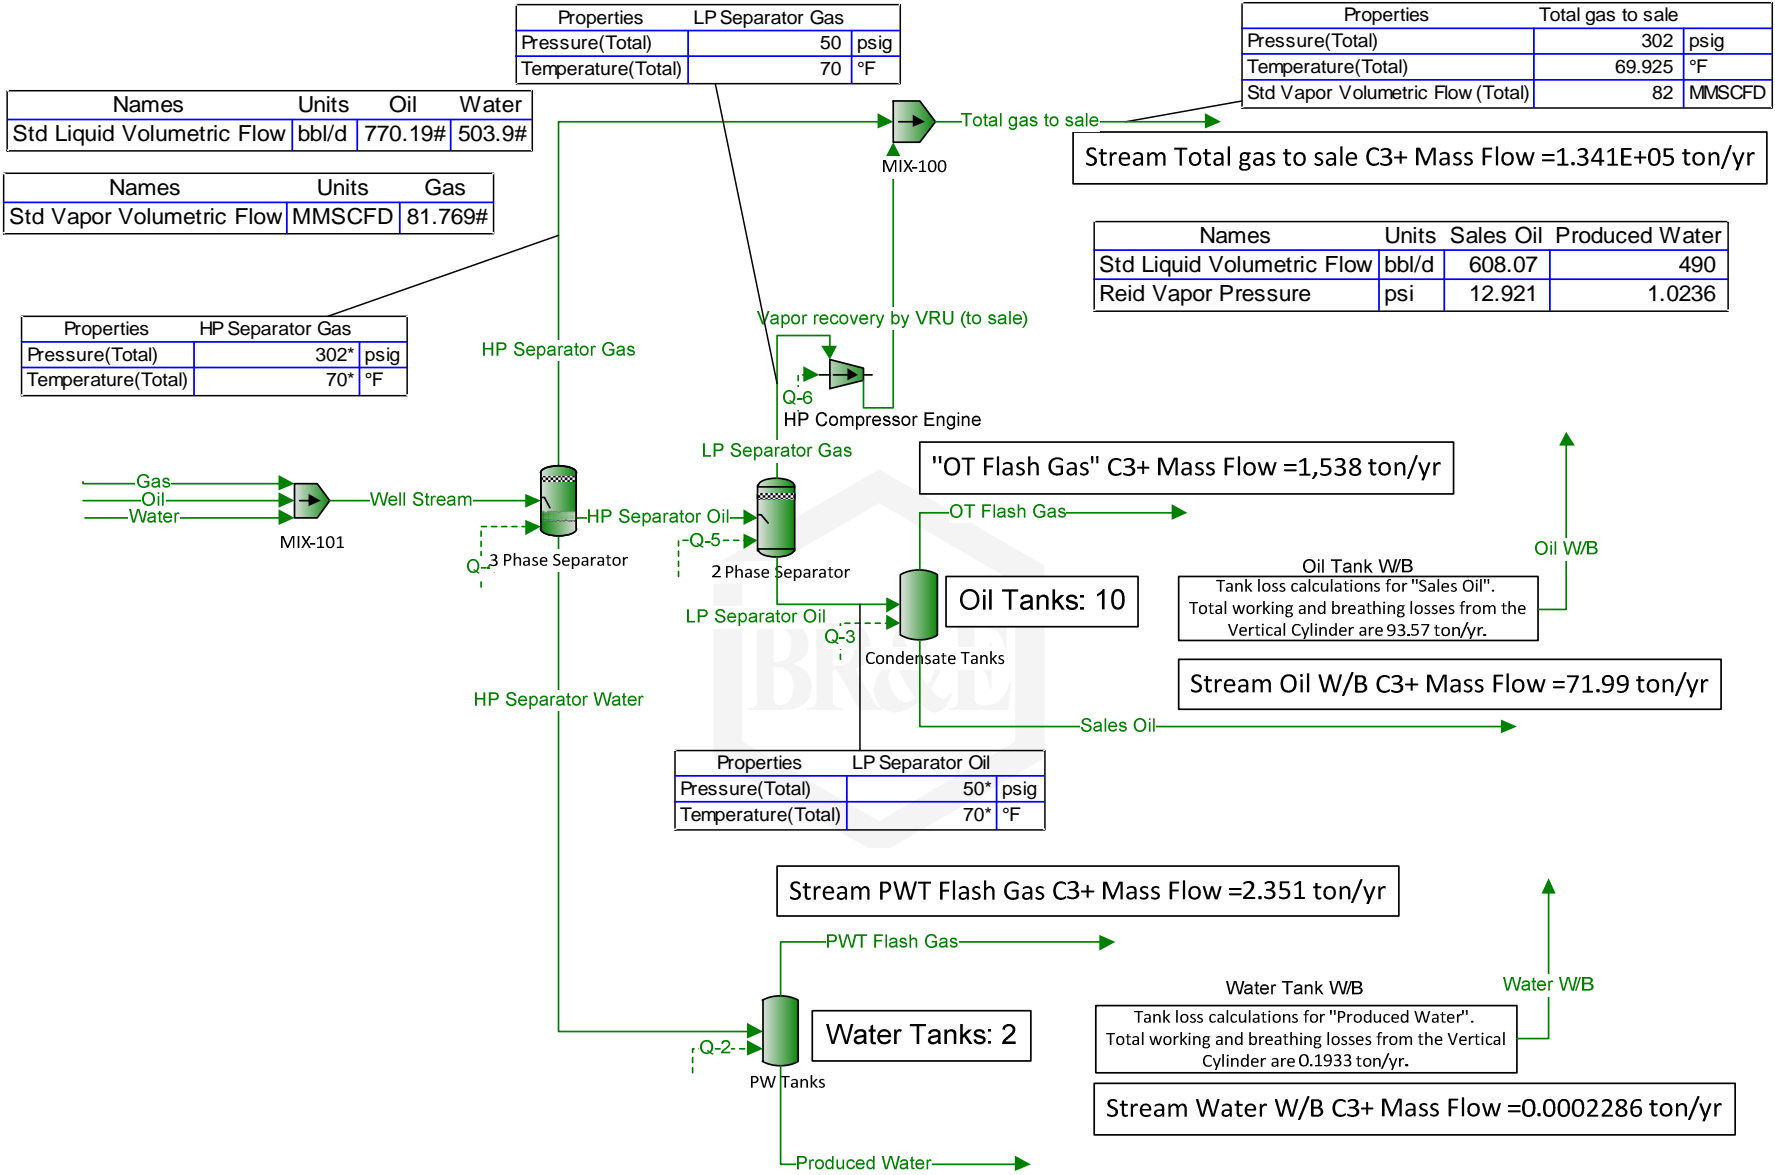 Properties LP Separator Gas
Pressure(Total) 50 psig
Temperature(Total) 70 °F
Properties Total gas to sale
Pressure(Total) 302 psig
Temperature(Total) 69.925 °F
Std Vapor Volumetric Flow (Total) 82 MMSCFD
Names Units Oil Water
Std Liquid Volumetric Flow bbl/d 770.19# 503.9#
Total gas to sale
MIX-100
Stream Total gas to sale C3+ Mass Flow =1.341E+05 ton/yr
Names Units Gas
Std Vapor Volumetric Flow MMSCFD 81.769#
Names Units Sales Oil Produced Water
Std Liquid Volumetric Flow bbl/d 608.07 490
Reid Vapor Pressure psi 12.921 1.0236
Properties HP Separator Gas
Pressure(Total) 302* psig
Temperature(Total) 70* °F
Vapor recovery by VRU (to sale)
HP Separator Gas
Q-6
HP Compressor Engine
LP Separator Gas
"OT Flash Gas" C3+ Mass Flow =1,538 ton/yr
Gas
Oil
Water
MIX-101
Well Stream
HP Separator Oil
OT Flash Gas
Q-5
Q-
3 Phase Separator
2 Phase Separator
Oil W/B
Oil Tank W/B
Tank loss calculations for "Sales Oil".
Total working and breathing losses from the
Vertical Cylinder are 93.57 ton/yr.
Oil Tanks: 10
LP Separator Oil
Q-3
Condensate Tanks
BR&E
HP Separator Water
Stream Oil W/B C3+ Mass Flow =71.99 ton/yr
Sales Oil
Properties LP Separator Oil
Pressure(Total) 50* psig
Temperature(Total) 70* °F
Stream PWT Flash Gas C3+ Mass Flow =2.351 ton/yr
PWT Flash Gas
Water W/B
Water Tank W/B
Tank loss calculations for "Produced Water".
Total working and breathing losses from the Vertical
Cylinder are 0.1933 ton/yr.
Water Tanks: 2
Q-2
PW Tanks
Stream Water W/B C3+ Mass Flow =0.0002286 ton/yr
Produced Water